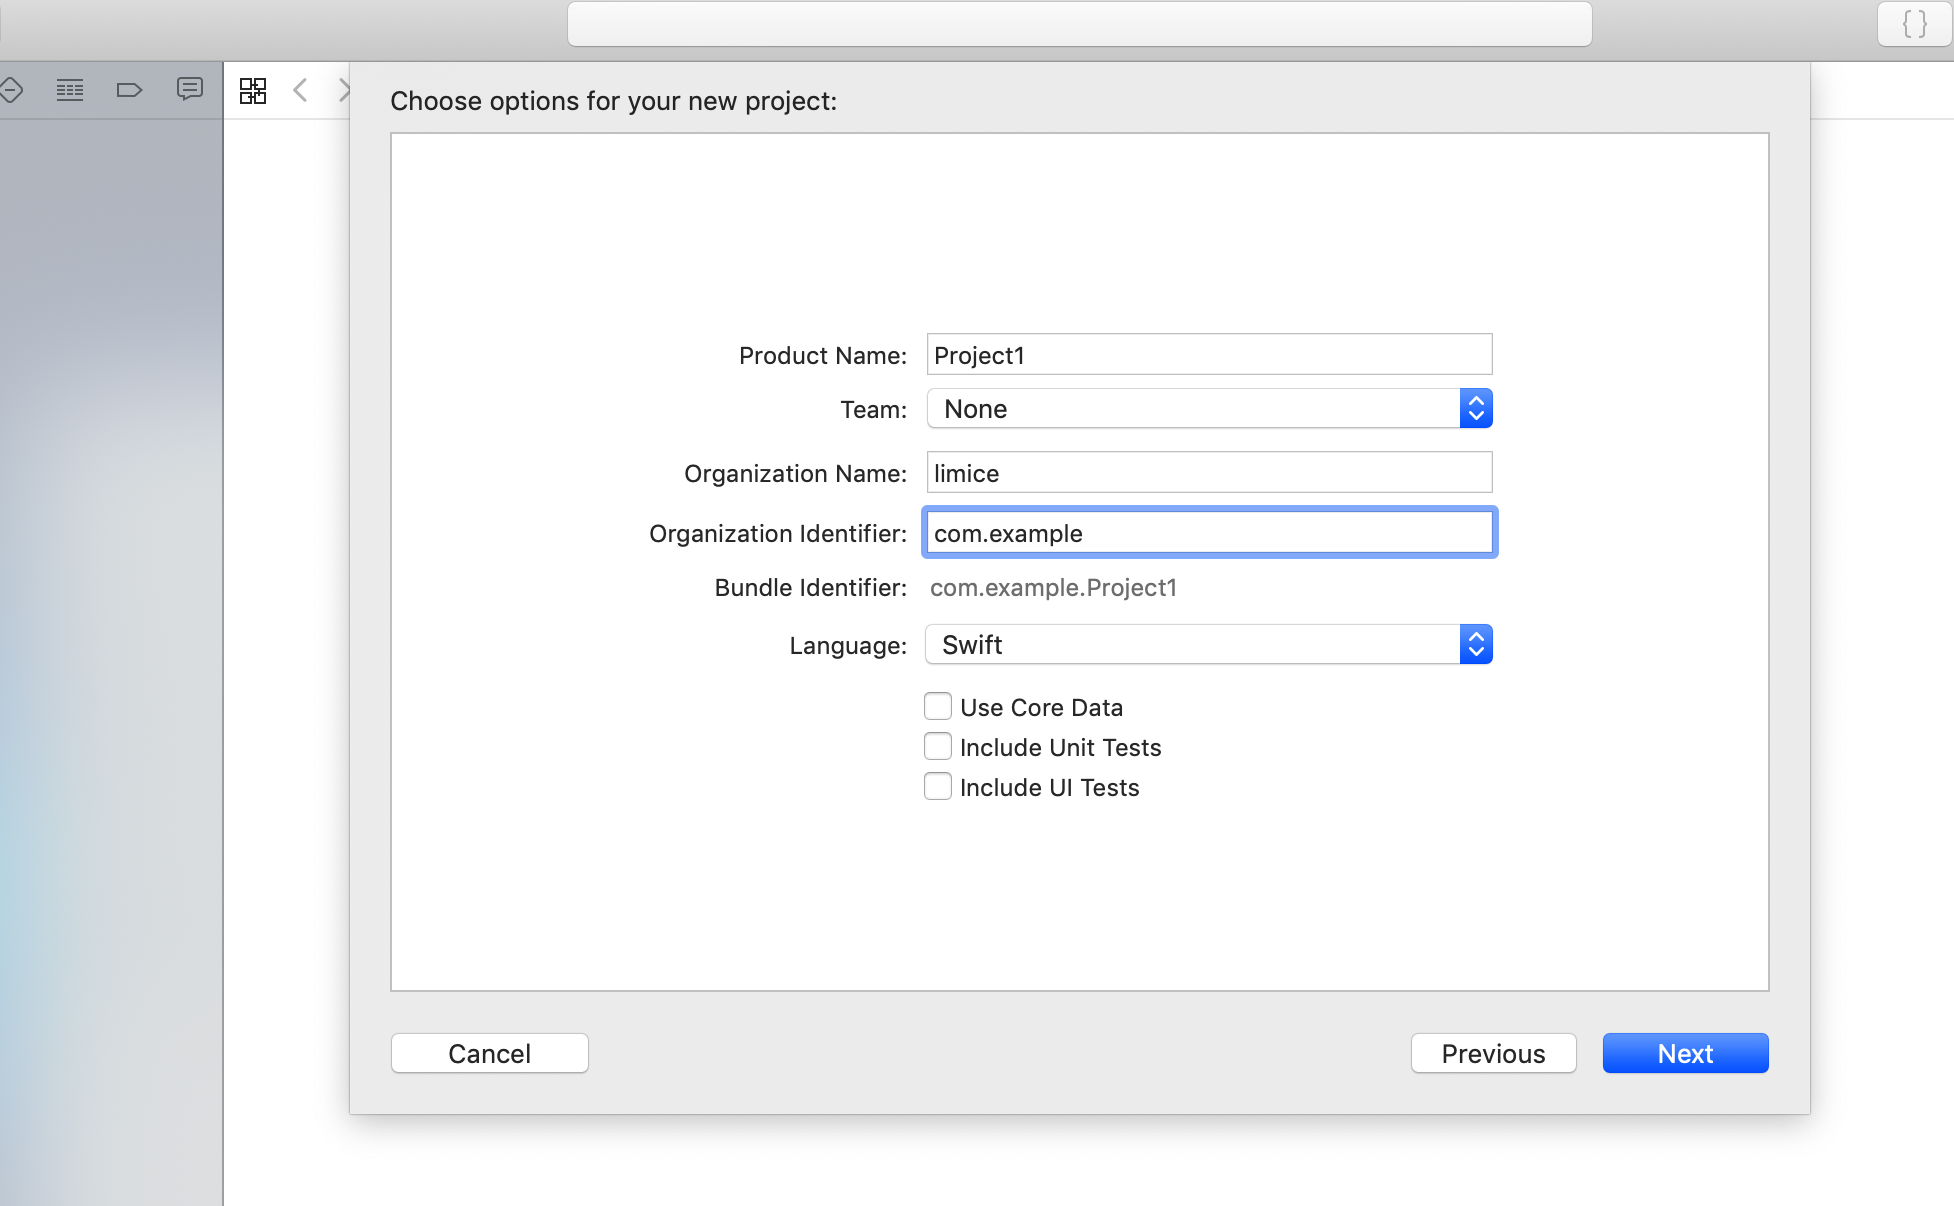 { }
Choose options for your new project:
Product Name: Project1
Team: None
Organization Name: limice
Organization Identifier: com.example
Bundle Identifier: com.example.Project1
Language: Swift
Use Core Data
Include Unit Tests
Include UI Tests
Cancel Previous Next